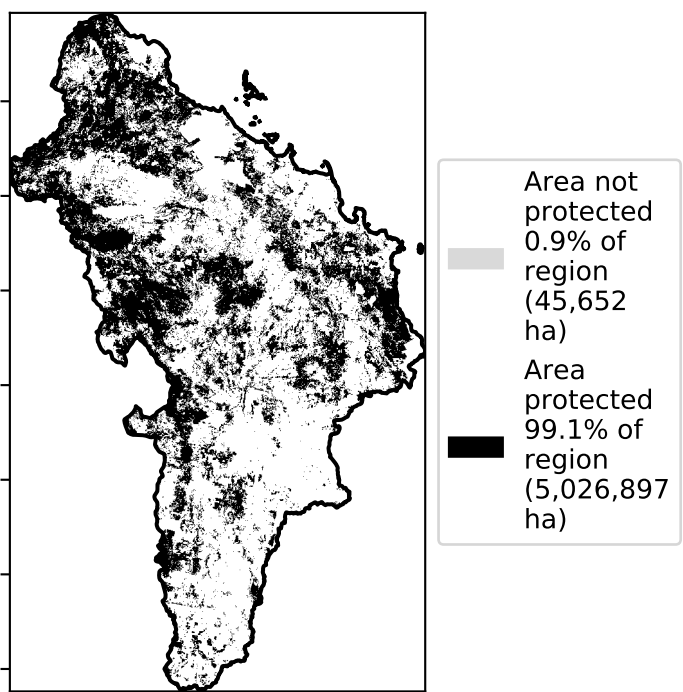 Area not
protected
0.9% of
region
(45,652
ha)
Area
protected
99.1% of
region
(5,026,897
ha)